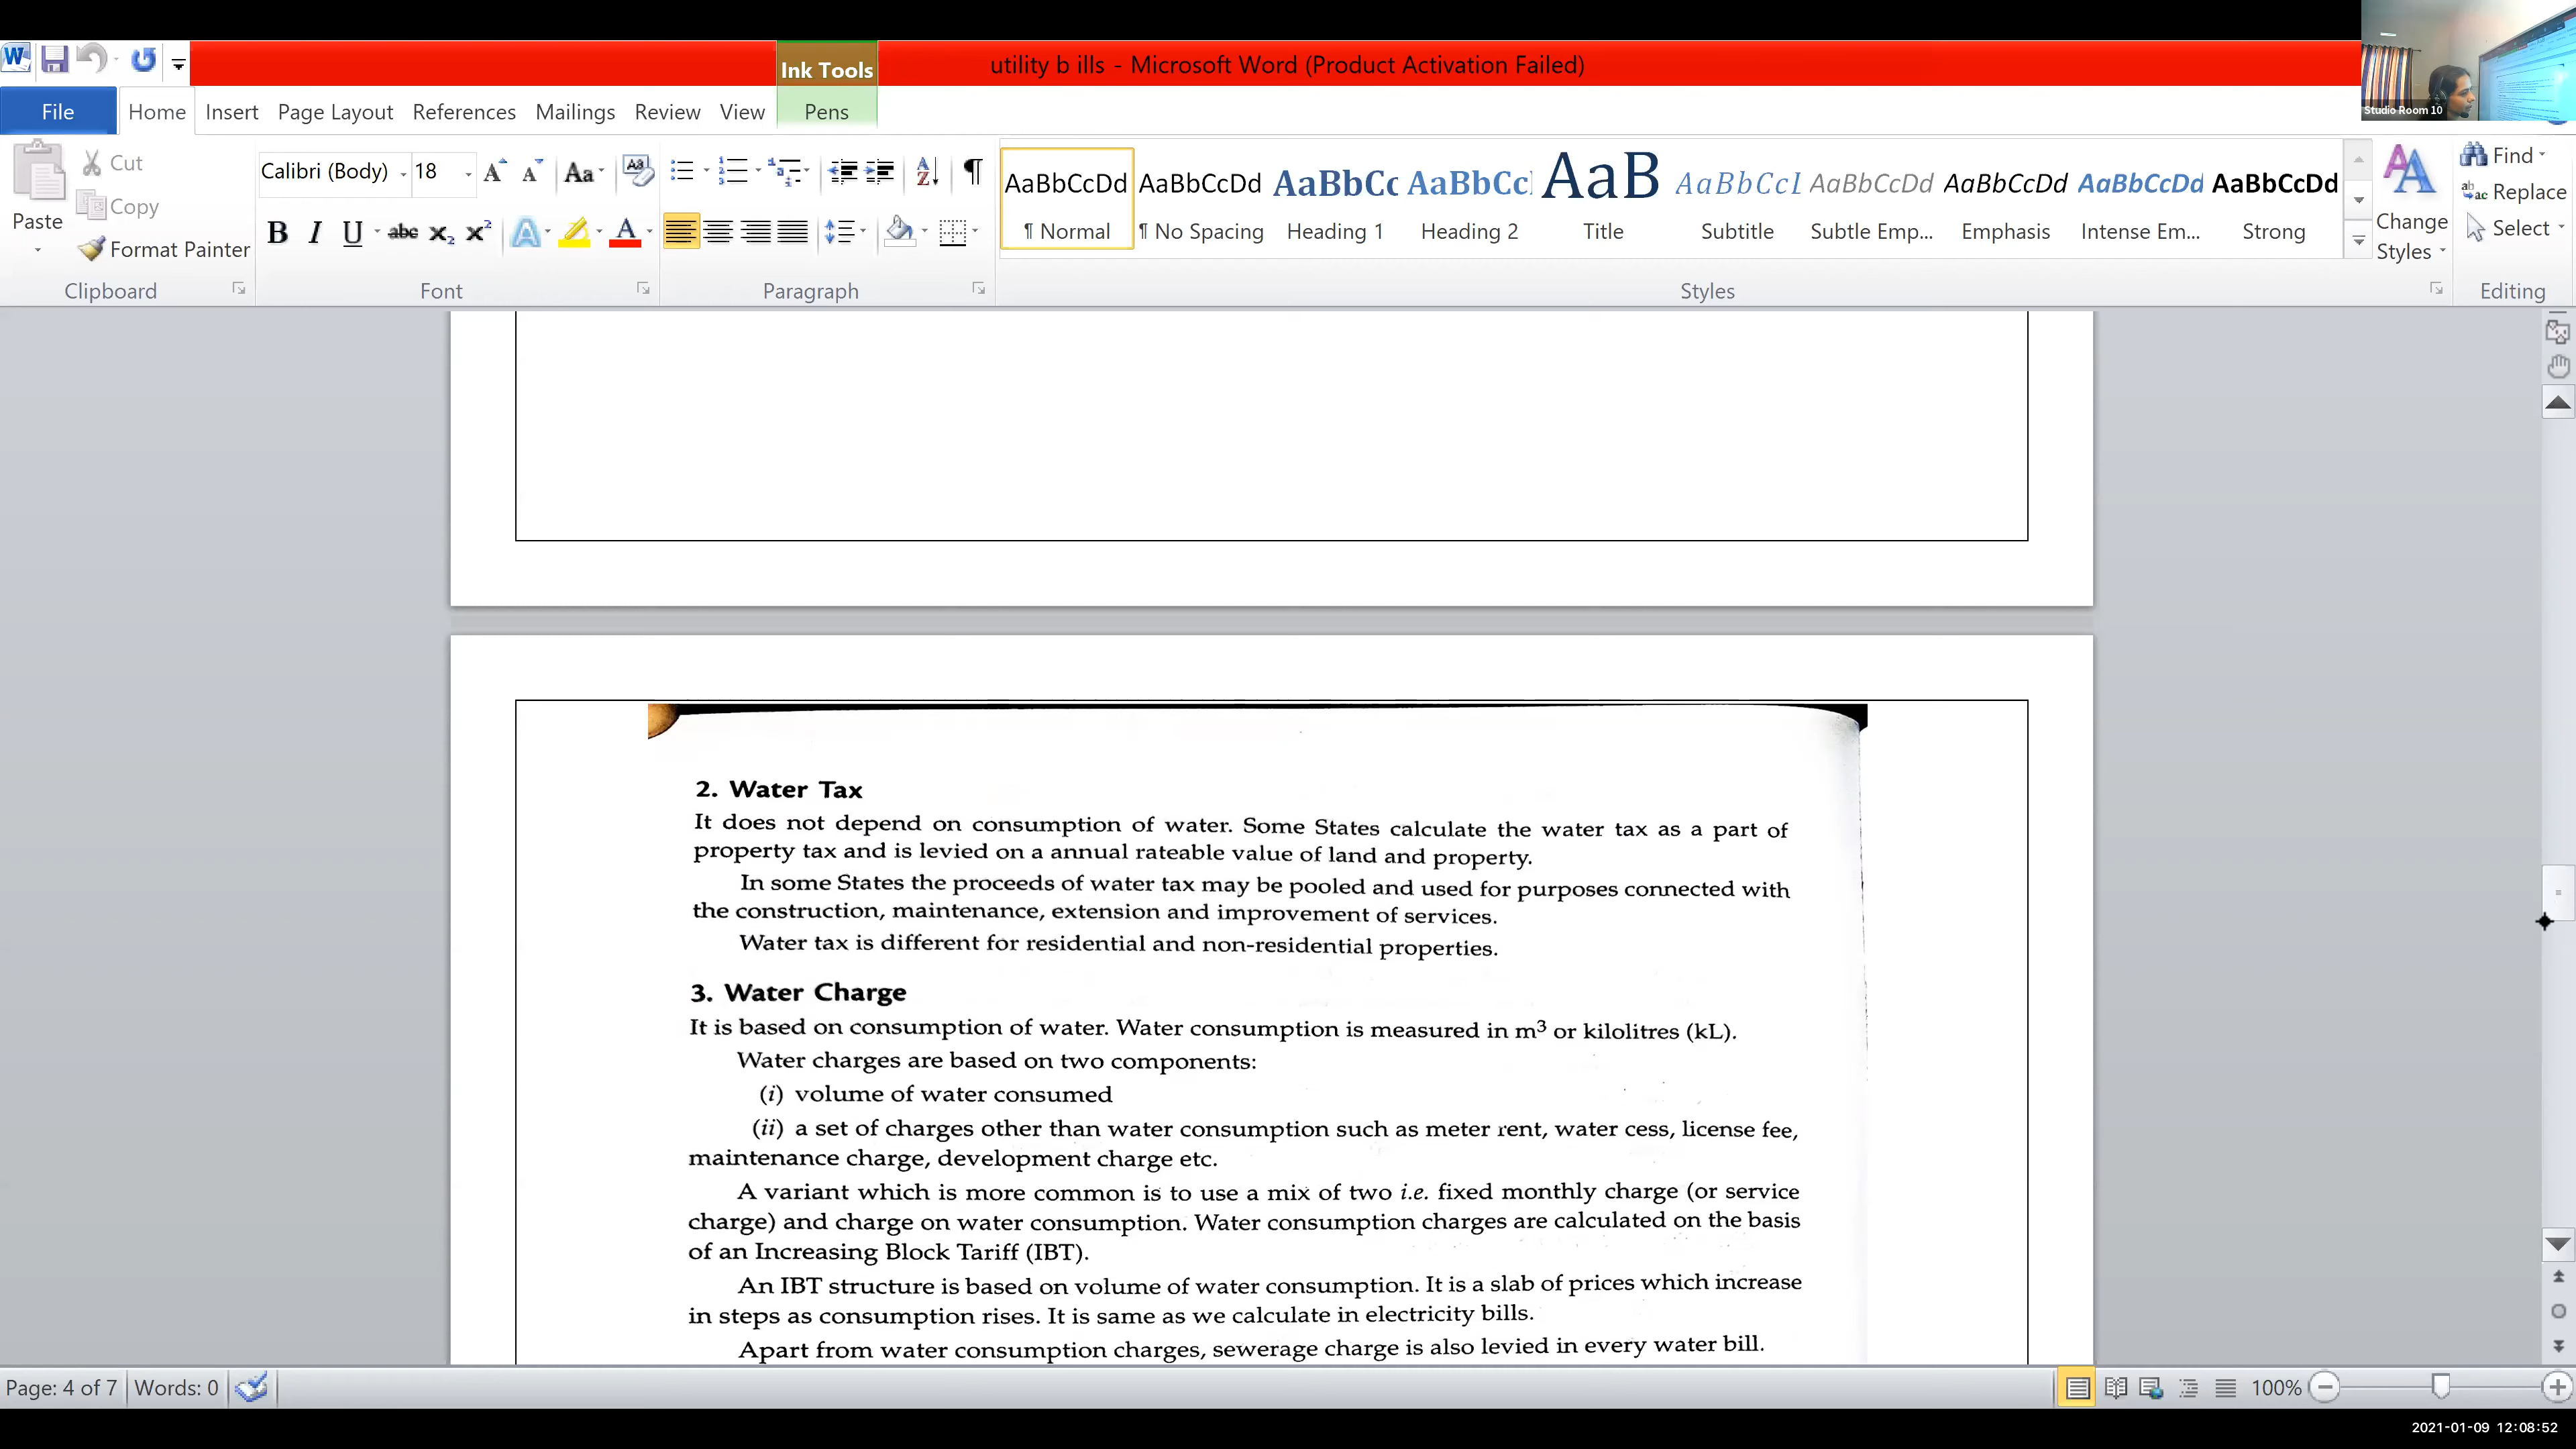 Ink Tools
utility b ills - Microsoft Word (Product Activation Failed)
Studio Room 10
File Home Insert Page Layout References Mailings Review View Pens
Paste
Cut
Copy
Format Painter
Clipboard
Calibri (Body) 18
Font
Paragraph
AaBbCcDd AaBbCcDd AaBbCc AaBbCc AaB AaBbCcI AaBbCcDd AaBbCcDd AaBbCcDd AaBbCcDd
¶ Normal ¶ No Spacing Heading 1 Heading 2 Title Subtitle Subtle Emp... Emphasis Intense Em... Strong
Styles
Change
Styles
Find
Replace
Select
Editing
2. Water Tax
It does not depend on consumption of water. Some States calculate the water tax as a part of
property tax and is levied on a annual rateable value of land and property.
In some States the proceeds of water tax may be pooled and used for purposes connected with
the construction, maintenance, extension and improvement of services.
Water tax is different for residential and non-residential properties.
3. Water Charge
It is based on consumption of water. Water consumption is measured in m³ or kilolitres (kL).
Water charges are based on two components:
(i) volume of water consumed
(ii) a set of charges other than water consumption such as meter rent, water cess, license fee,
maintenance charge, development charge etc.
A variant which is more common is to use a mix of two i.e. fixed monthly charge (or service
charge) and charge on water consumption. Water consumption charges are calculated on the basis
of an Increasing Block Tariff (IBT).
An IBT structure is based on volume of water consumption. It is a slab of prices which increase
in steps as consumption rises. It is same as we calculate in electricity bills.
Apart from water consumption charges, sewerage charge is also levied in every water bill.
Page: 4 of 7 Words: 0 100%
2021-01-09 12:08:52